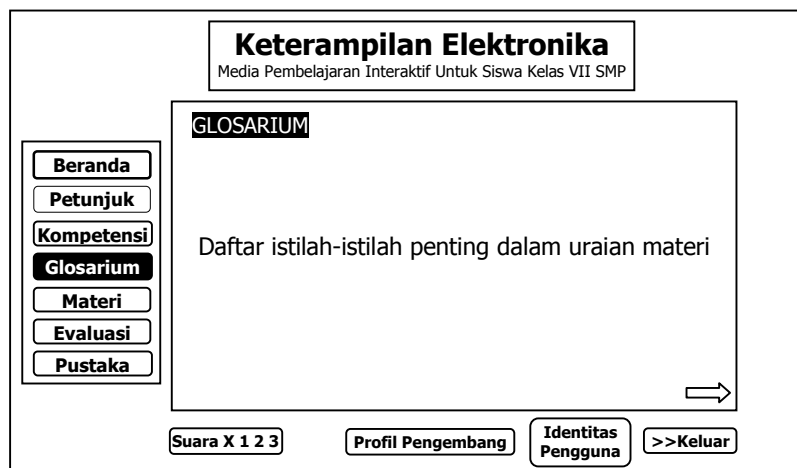 Keterampilan Elektronika
Media Pembelajaran Interaktif Untuk Siswa Kelas VII SMP
GLOSARIUM
Beranda
Petunjuk
Kompetensi
Glosarium
Materi
Evaluasi
Pustaka
Daftar istilah-istilah penting dalam uraian materi
Suara X 1 2 3
Profil Pengembang
Identitas
Pengguna
>>Keluar